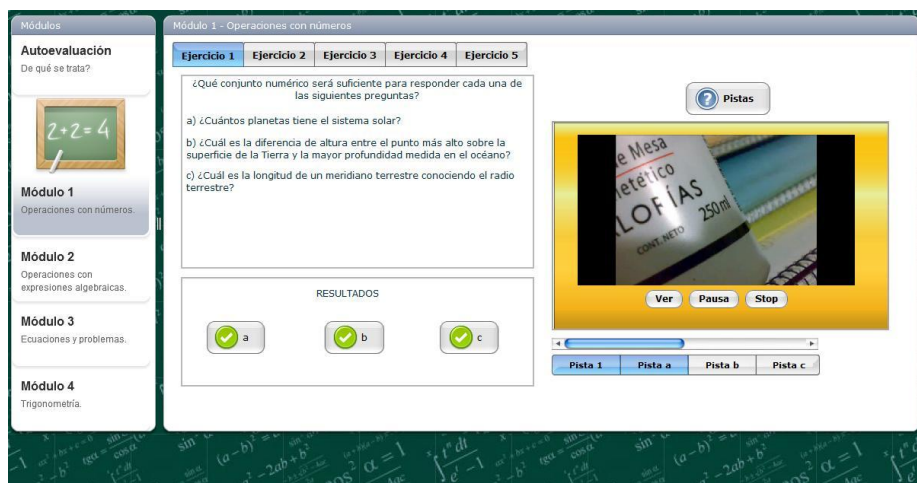 Módulos
Autoevaluación
De qué se trata?
2+2=4
Módulo 1
Operaciones con números.
Módulo 2
Operaciones con
expresiones algebraicas.
Módulo 3
Ecuaciones y problemas.
Módulo 4
Trigonometría.
Módulo 1 - Operaciones con números
Ejercicio 1 Ejercicio 2 Ejercicio 3 Ejercicio 4 Ejercicio 5
¿Qué conjunto numérico será suficiente para responder cada una de
las siguientes preguntas?
a) ¿Cuántos planetas tiene el sistema solar?
b) ¿Cuál es la diferencia de altura entre el punto más alto sobre la
superficie de la Tierra y la mayor profundidad medida en el océano?
c) ¿Cuál es la longitud de un meridiano terrestre conociendo el radio
terrestre?
RESULTADOS
a b c
? Pistas
de Mesa
ietético
ALORÍAS
CONT. NETO 250ml
Ver Pausa Stop
Pista 1 Pista a Pista b Pista c